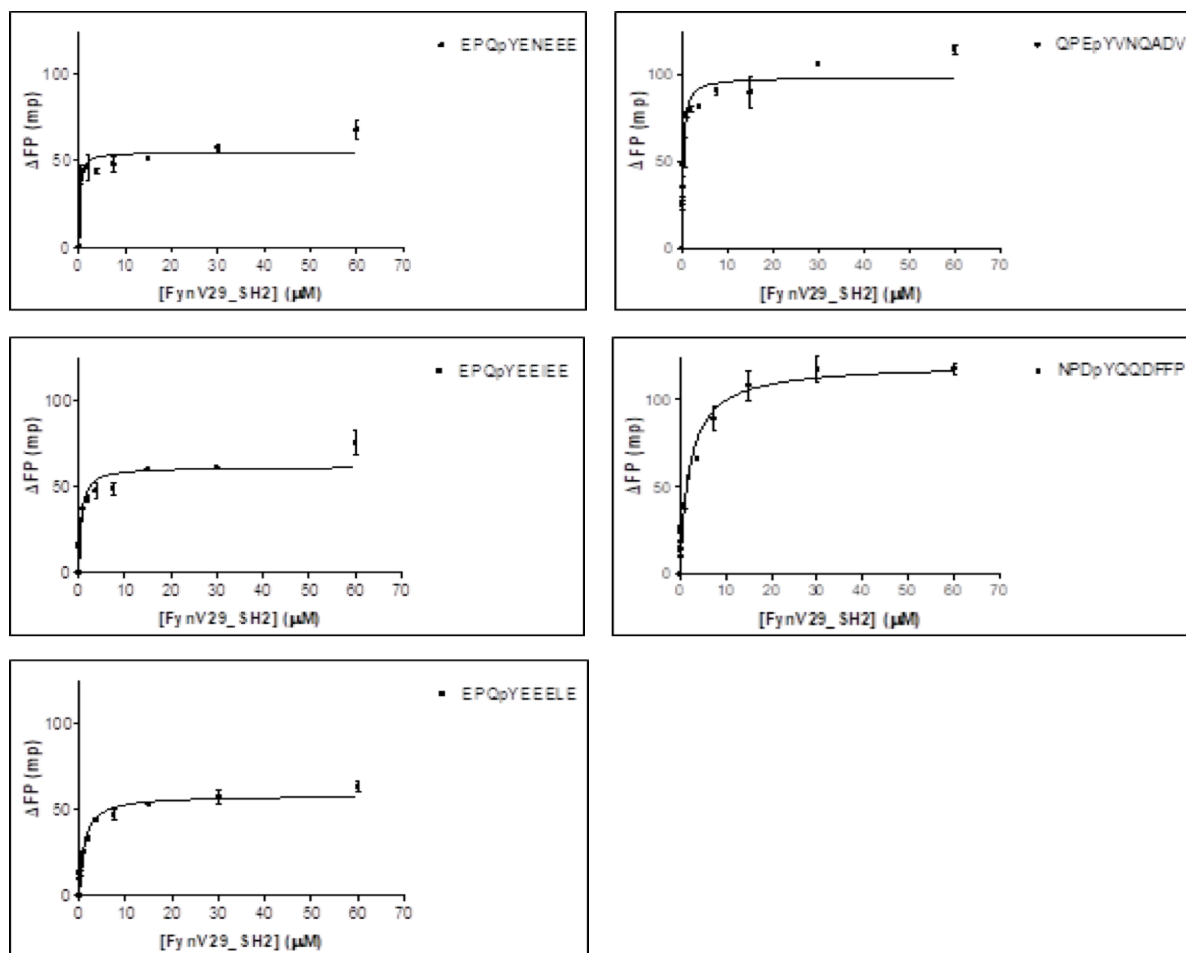 EPQpYENEEE
ΔFP (mp)
100
50
0
0 10 20 30 40 50 60 70
[FynV29_SH2] (μM)
QPEpYVNQADV
ΔFP (mp)
100
50
0
0 10 20 30 40 50 60 70
[FynV29_SH2] (μM)
EPQpYEEIEE
ΔFP (mp)
100
50
0
0 10 20 30 40 50 60 70
[FynV29_SH2] (μM)
NPDpYQQDFFP
ΔFP (mp)
100
50
0
0 10 20 30 40 50 60 70
[FynV29_SH2] (μM)
EPQpYEEELE
ΔFP (mp)
100
50
0
0 10 20 30 40 50 60 70
[FynV29_SH2] (μM)